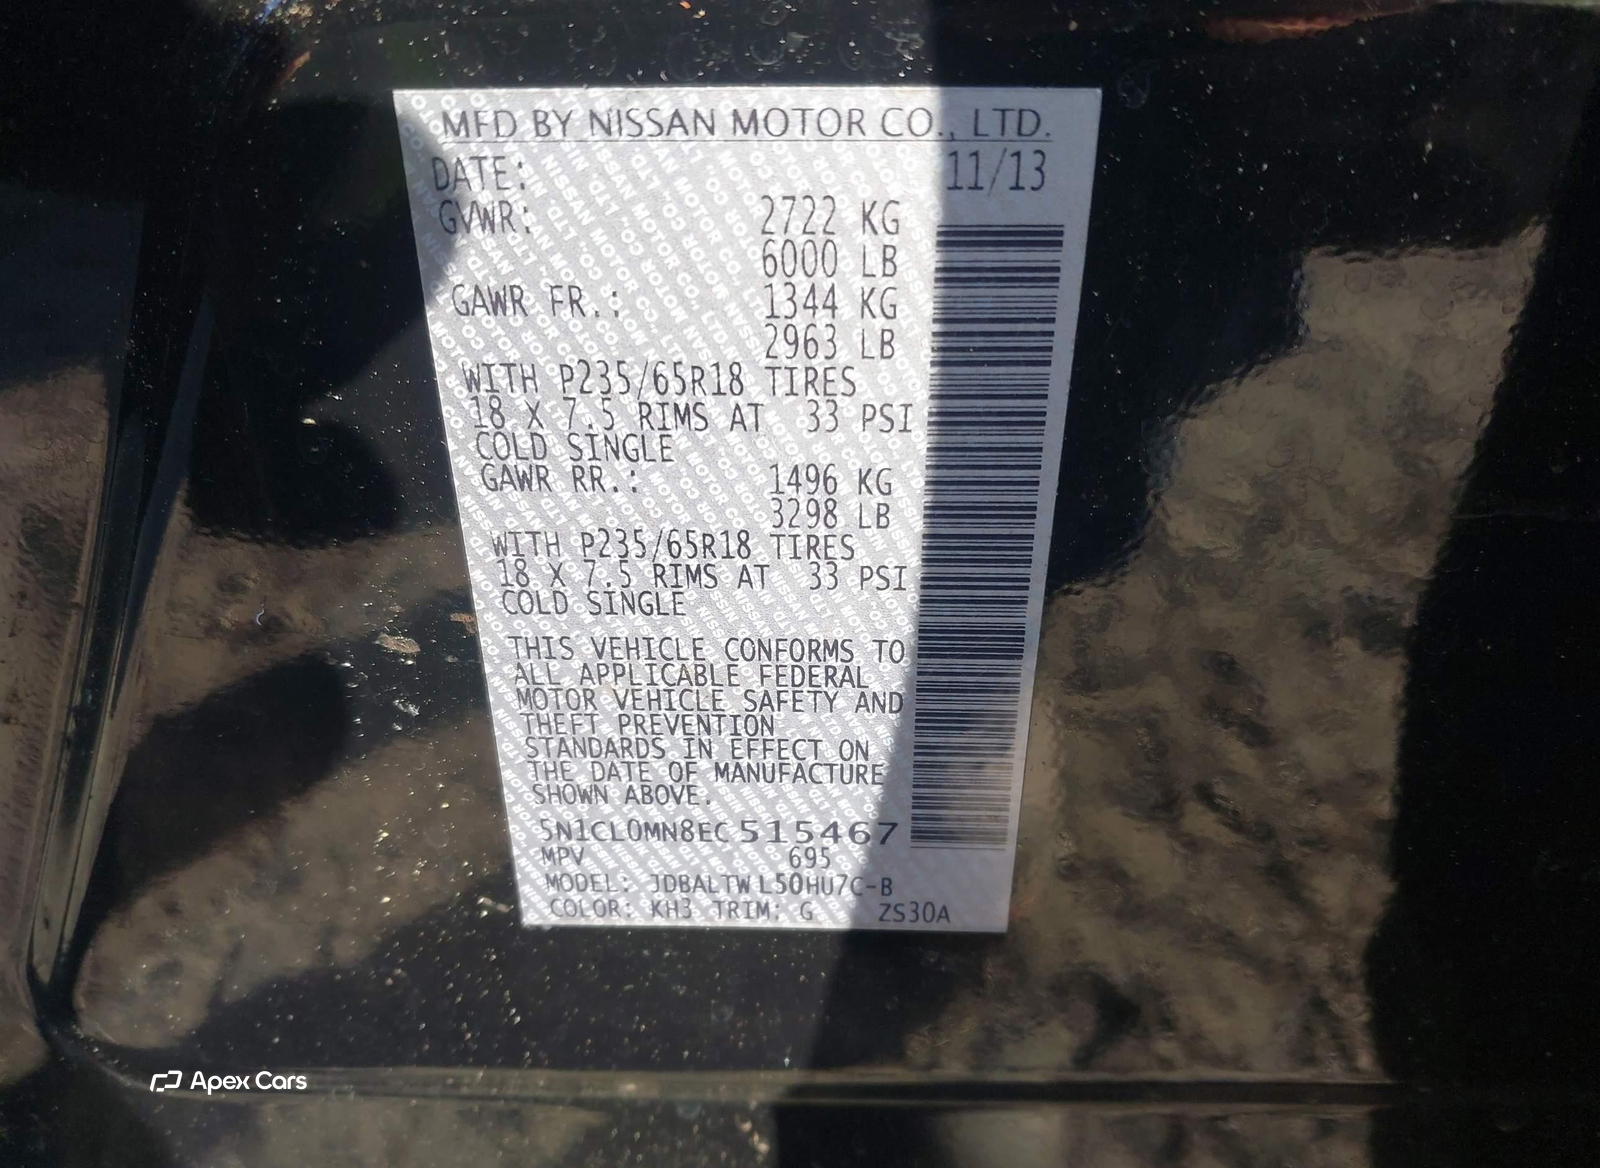 MFD BY NISSAN MOTOR CO., LTD.
DATE: 11/13
GVWR: 2722 KG
6000 LB
GAWR FR.: 1344 KG
2963 LB
WITH P235/65R18 TIRES
18 X 7.5 RIMS AT 33 PSI
COLD SINGLE
GAWR RR.: 1496 KG
3298 LB
WITH P235/65R18 TIRES
18 X 7.5 RIMS AT 33 PSI
COLD SINGLE
THIS VEHICLE CONFORMS TO
ALL APPLICABLE FEDERAL
MOTOR VEHICLE SAFETY AND
THEFT PREVENTION
STANDARDS IN EFFECT ON
THE DATE OF MANUFACTURE
SHOWN ABOVE.
5N1CL0MN8EC515467
MPV 695
MODEL: JDBALTWL50HU7C-B
COLOR: KH3 TRIM: G ZS30A
Apex Cars